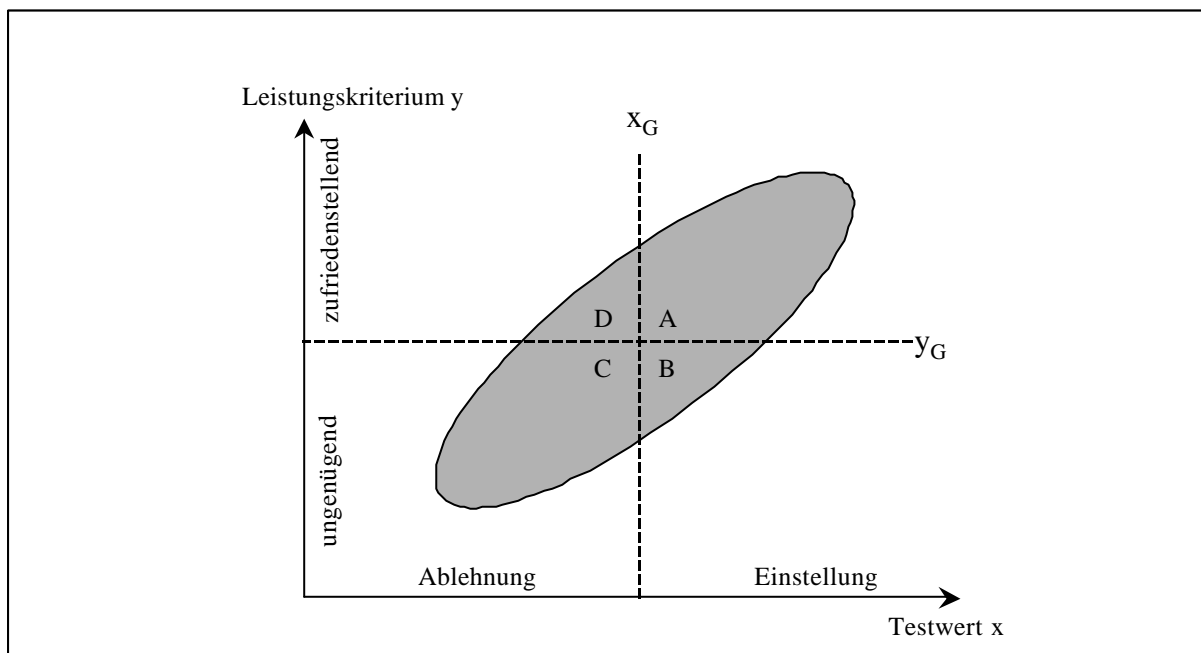 Leistungskriterium y
x_G
zufriedenstellend
D A
y_G
C B
ungenügend
Ablehnung Einstellung
Testwert x